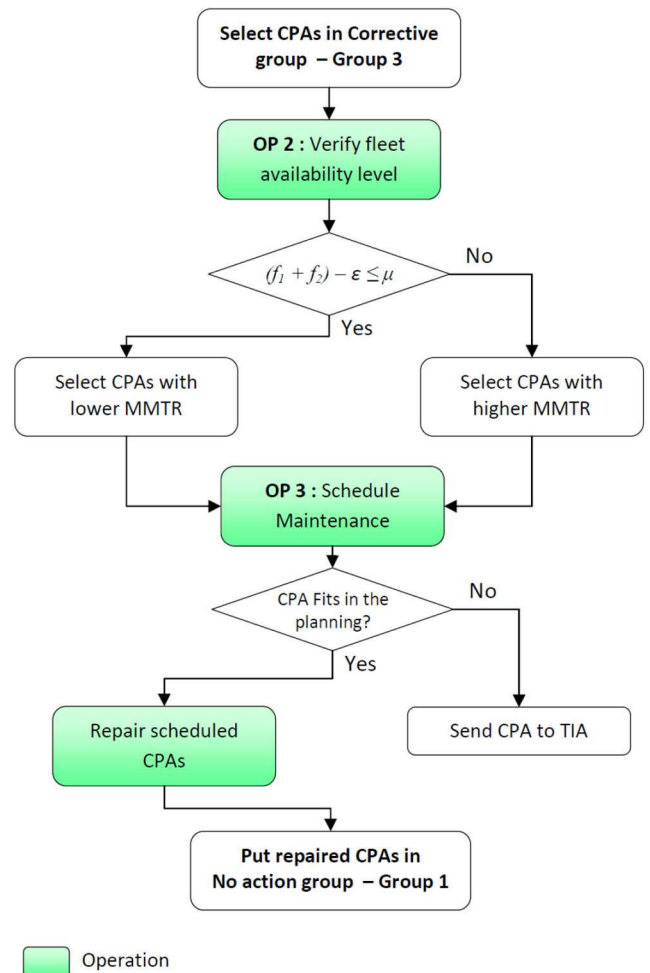 Select CPAs in Corrective
group – Group 3
OP 2 : Verify fleet
availability level
(f₁ + f₂) – ε ≤ μ
No
Yes
Select CPAs with
lower MMTR
Select CPAs with
higher MMTR
OP 3 : Schedule
Maintenance
CPA Fits in the
planning?
No
Yes
Repair scheduled
CPAs
Send CPA to TIA
Put repaired CPAs in
No action group – Group 1
Operation